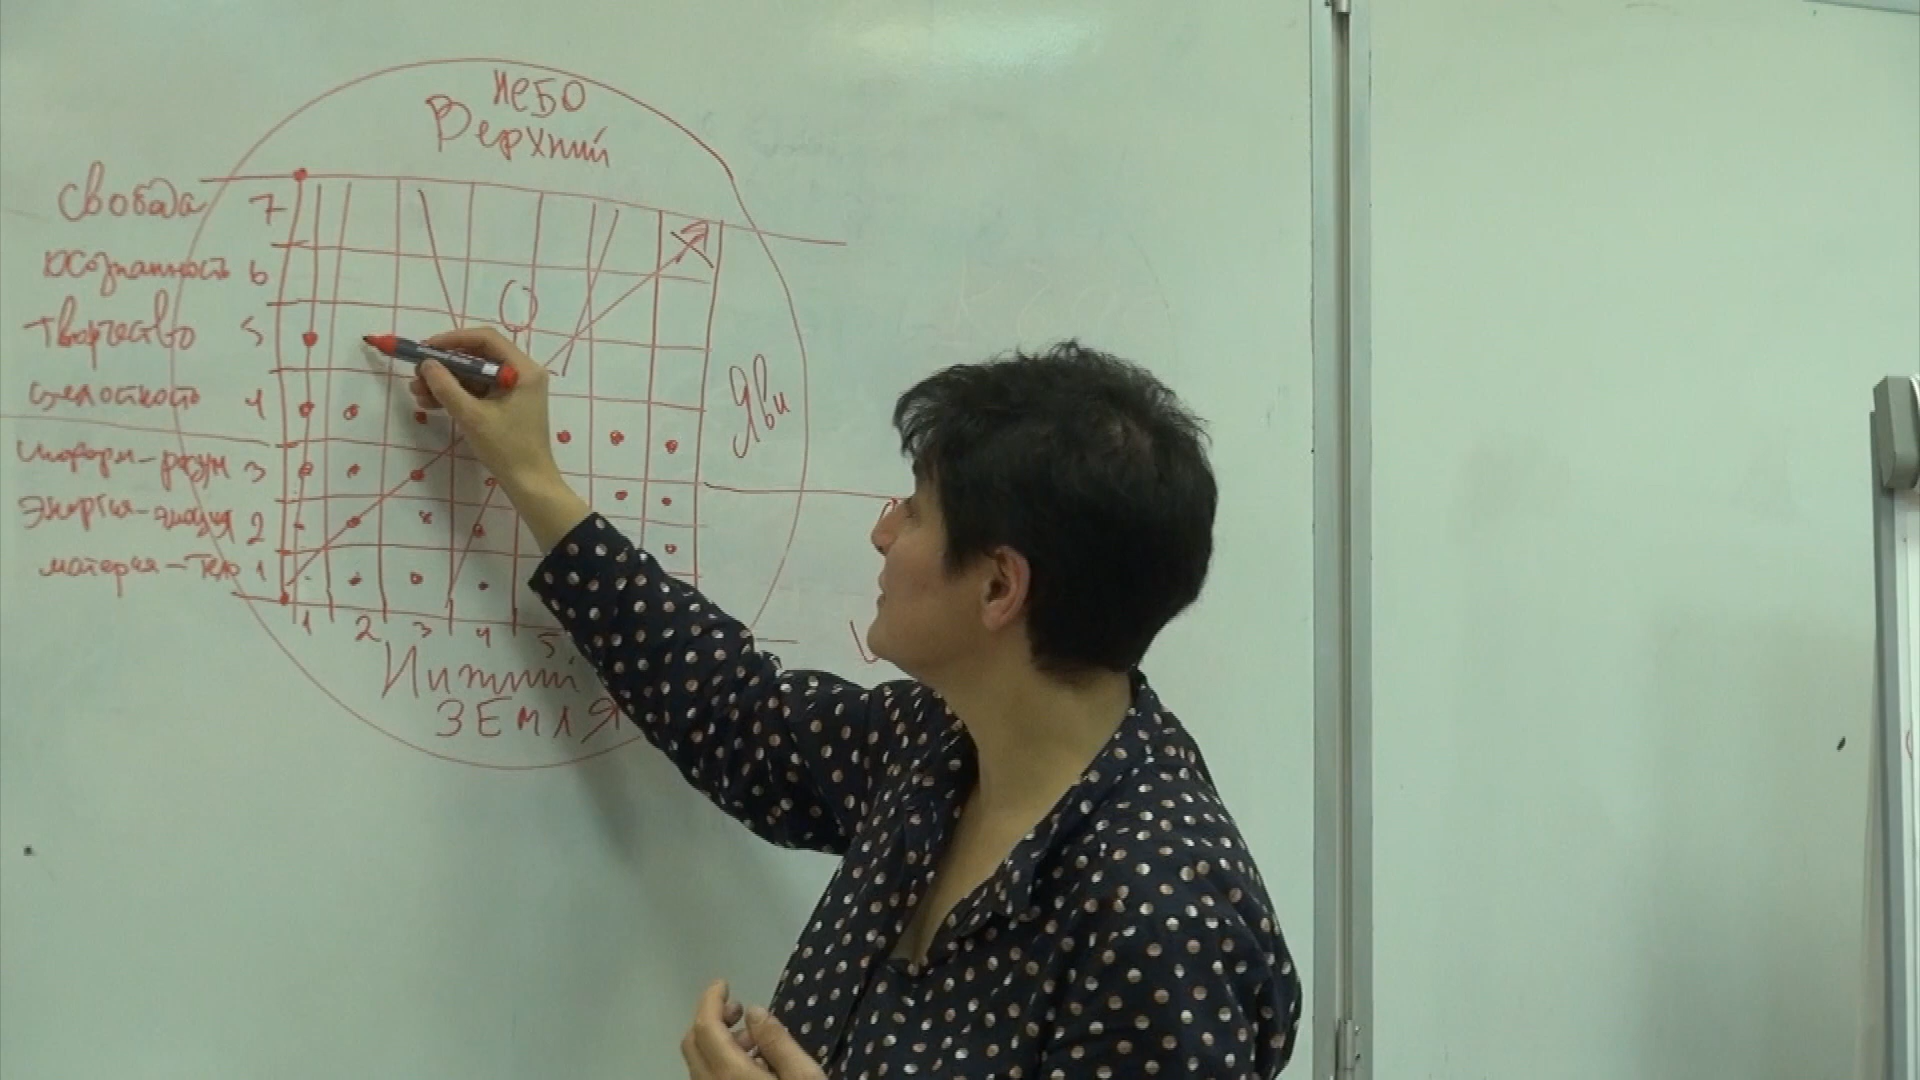 НЕБО
Верхний
Свобода 7
Осознанность 6
Творчество 5
Целостность 4
информ-разум 3
Энергия-эмоция 2
материя-Тело 1
Яви
1 2 3 4 5
Нижний
ЗЕМЛЯ